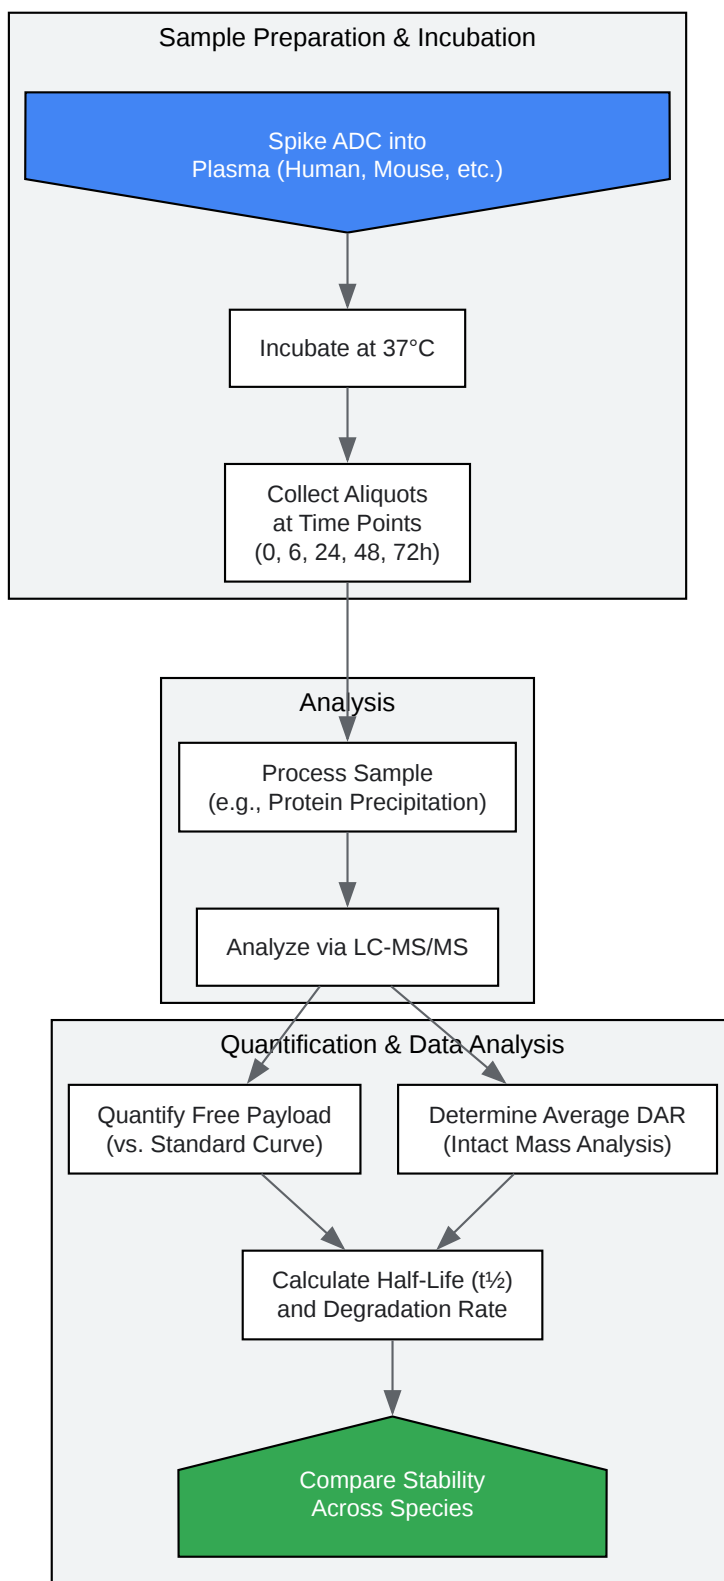 Sample Preparation & Incubation
Spike ADC into
Plasma (Human, Mouse, etc.)
Incubate at 37°C
Collect Aliquots
at Time Points
(0, 6, 24, 48, 72h)
Analysis
Process Sample
(e.g., Protein Precipitation)
Analyze via LC-MS/MS
Quantification & Data Analysis
Quantify Free Payload
(vs. Standard Curve)
Determine Average DAR
(Intact Mass Analysis)
Calculate Half-Life (t½)
and Degradation Rate
Compare Stability
Across Species